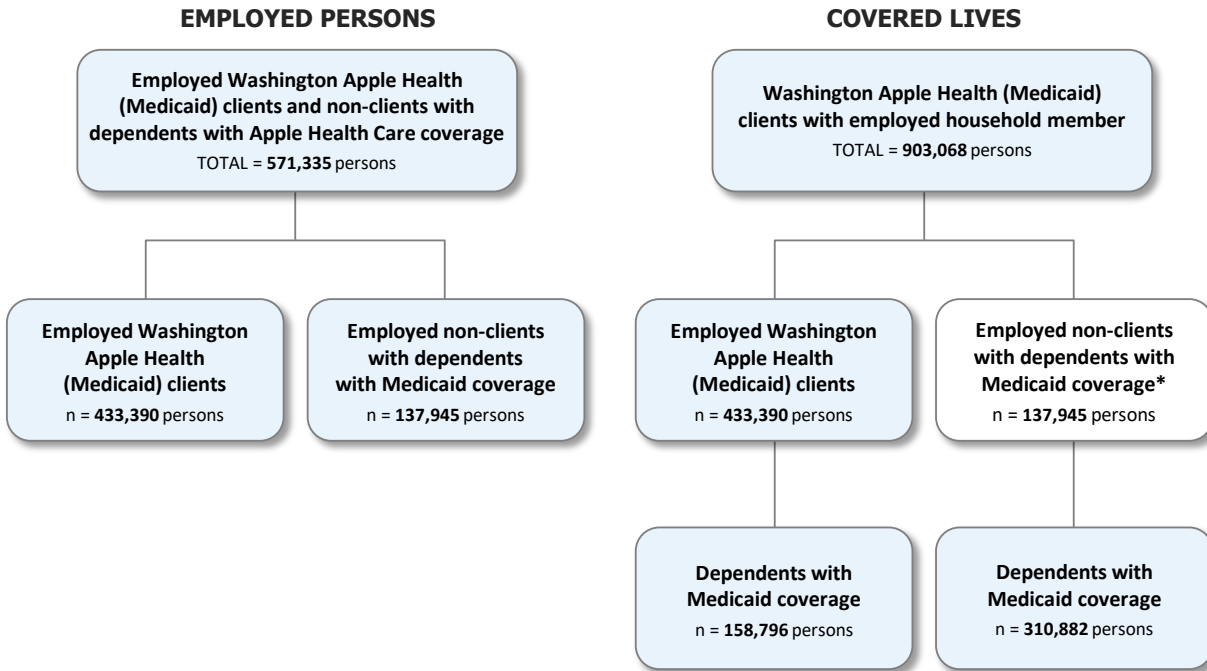 EMPLOYED PERSONS
Employed Washington Apple Health
(Medicaid) clients and non-clients with
dependents with Apple Health Care coverage
TOTAL = 571,335 persons
Employed Washington
Apple Health
(Medicaid) clients
n = 433,390 persons
Employed non-clients
with dependents
with Medicaid coverage
n = 137,945 persons
COVERED LIVES
Washington Apple Health (Medicaid)
clients with employed household member
TOTAL = 903,068 persons
Employed Washington
Apple Health
(Medicaid) clients
n = 433,390 persons
Employed non-clients
with dependents with
Medicaid coverage*
n = 137,945 persons
Dependents with
Medicaid coverage
n = 158,796 persons
Dependents with
Medicaid coverage
n = 310,882 persons